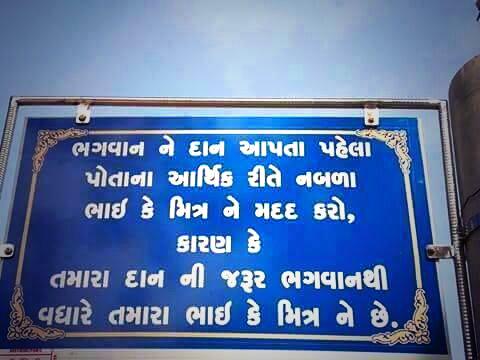 ભગવાન ને દાન આપતા પહેલા
પોતાના આર્થિક રીતે નબળા
ભાઇ કે મિત્ર ને મદદ કરો,
કારણ કે
તમારા દાન ની જરૂર ભગવાનથી
વધારે તમારા ભાઇ કે મિત્ર ને છે.